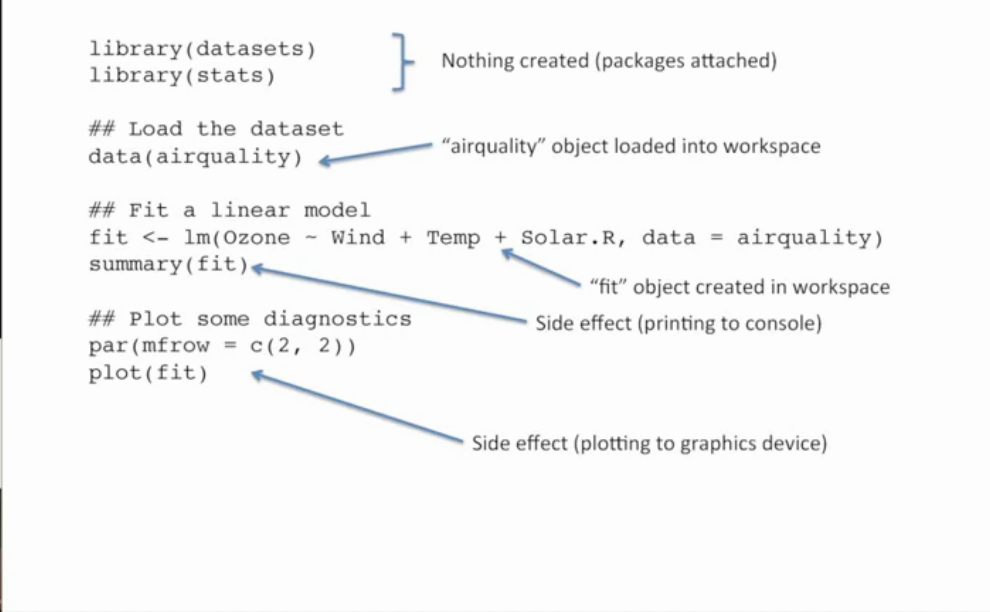 library(datasets)
library(stats)
Nothing created (packages attached)
## Load the dataset
data(airquality)
“airquality” object loaded into workspace
## Fit a linear model
fit <- lm(Ozone ~ Wind + Temp + Solar.R, data = airquality)
summary(fit)
“fit” object created in workspace
Side effect (printing to console)
## Plot some diagnostics
par(mfrow = c(2, 2))
plot(fit)
Side effect (plotting to graphics device)